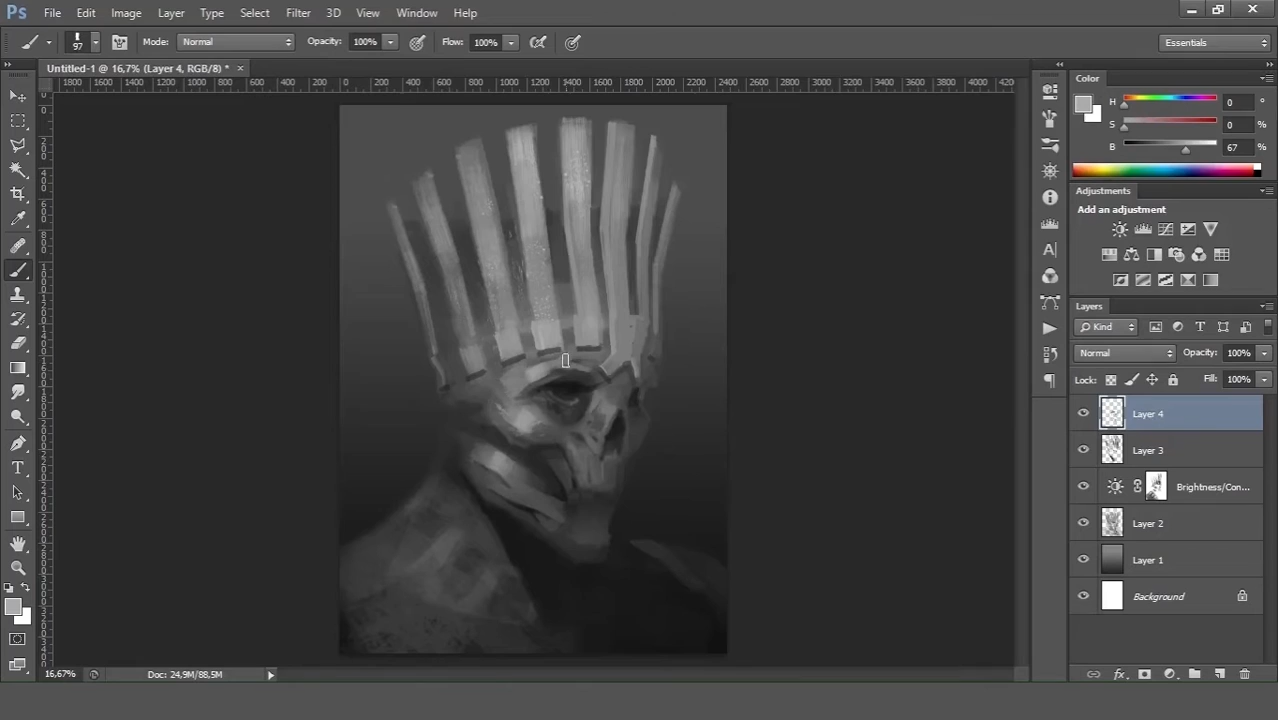 Ps File Edit Image Layer Type Select Filter 3D View Window Help
97 Mode: Normal Opacity: 100% Flow: 100% Essentials
Untitled-1 @ 16,7% (Layer 4, RGB/8) * ×
1800 1600 1400 1200 1000 800 600 400 200 0 200 400 600 800 1000 1200 1400 1600 1800 2000 2200 2400 2600 2800 3000 3200 3400 3600 3800 4000
Color
H 0 °
S 0 %
B 67 %
Adjustments
Add an adjustment
Layers
Kind
Normal Opacity: 100%
Lock: Fill: 100%
Layer 4
Layer 3
Brightness/Con...
Layer 2
Layer 1
Background
16,67% Doc: 24,9M/88,5M